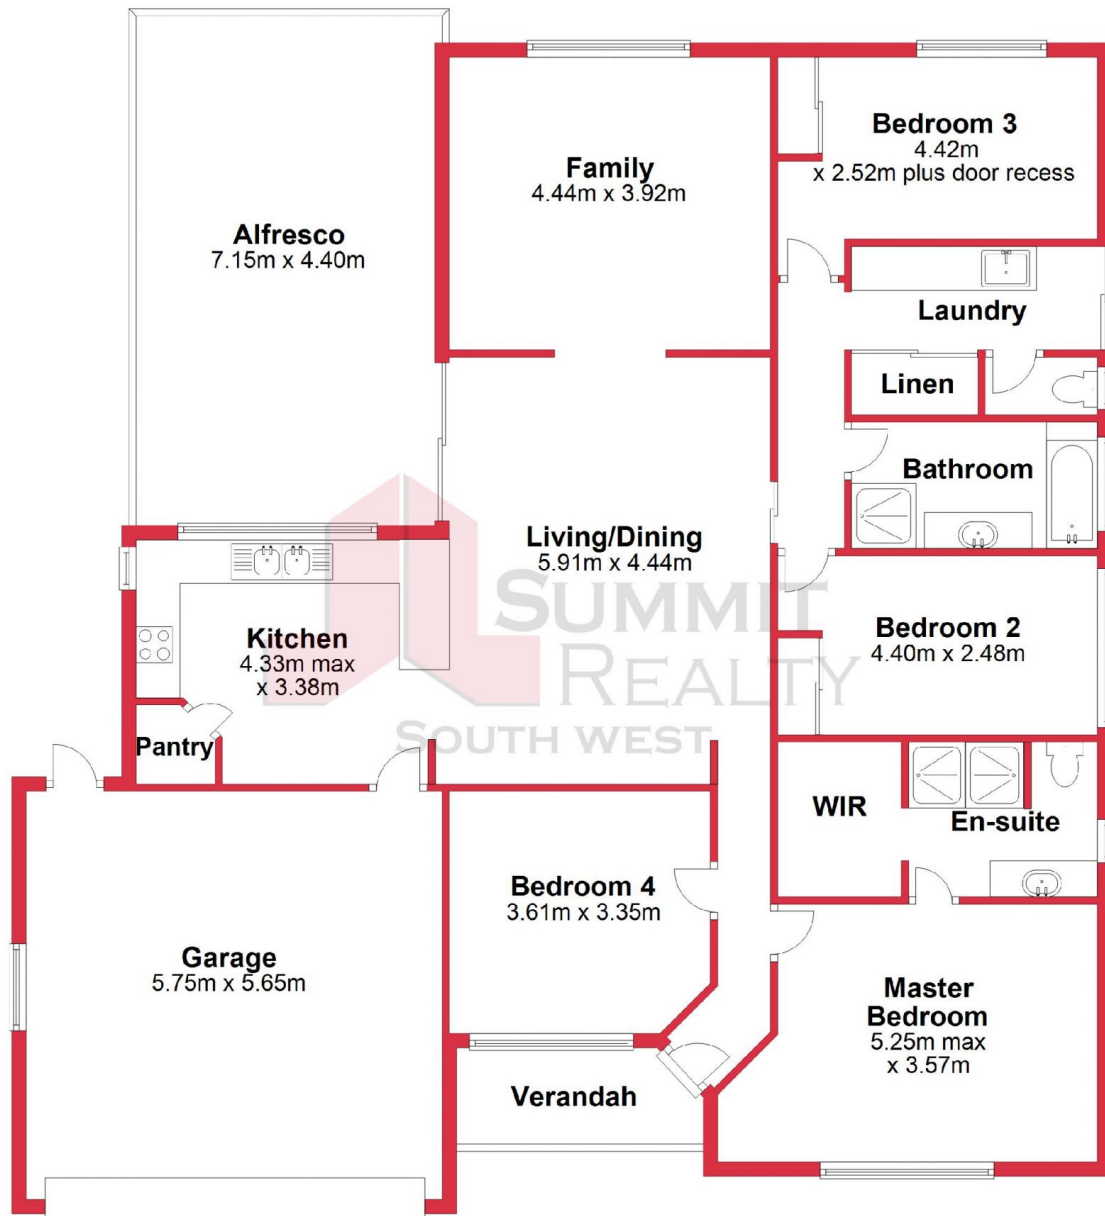 Bedroom 3
4.42m
x 2.52m plus door recess
Family
4.44m x 3.92m
Alfresco
7.15m x 4.40m
Laundry
Linen
Bathroom
Living/Dining
5.91m x 4.44m
SUMMIT
REALTY
SOUTH WEST
Kitchen
4.33m max
x 3.38m
Bedroom 2
4.40m x 2.48m
Pantry
WIR
En-suite
Bedroom 4
3.61m x 3.35m
Garage
5.75m x 5.65m
Master
Bedroom
5.25m max
x 3.57m
Verandah